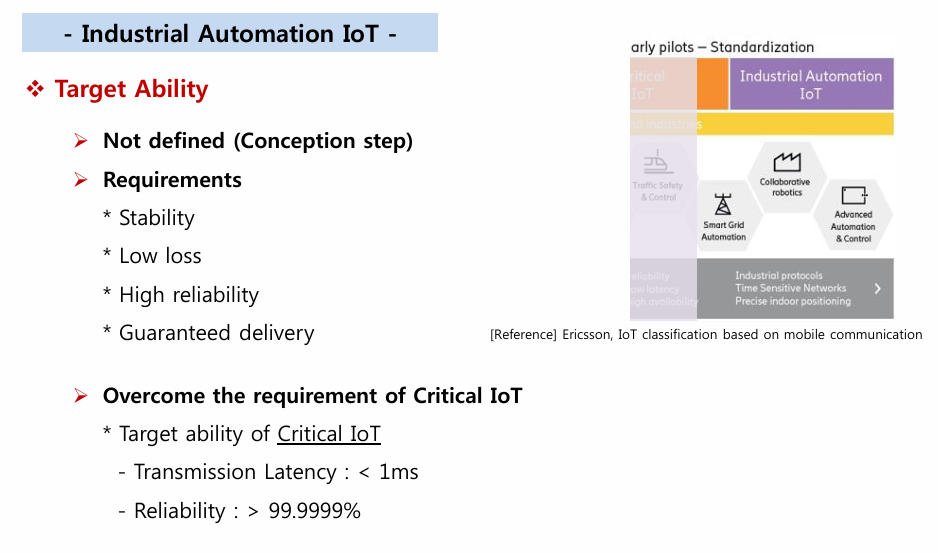 - Industrial Automation IoT -
❖ Target Ability
➢ Not defined (Conception step)
➢ Requirements
* Stability
* Low loss
* High reliability
* Guaranteed delivery
➢ Overcome the requirement of Critical IoT
* Target ability of Critical IoT
- Transmission Latency : < 1ms
- Reliability : > 99.9999%
arly pilots – Standardization
ritical
IoT
Industrial Automation
IoT
nd industries
Traffic Safety
& Control
Smart Grid
Automation
Collaborative
robotics
Advanced
Automation
& Control
eliability
ow latency
igh availability
Industrial protocols
Time Sensitive Networks
Precise indoor positioning
[Reference] Ericsson, IoT classification based on mobile communication